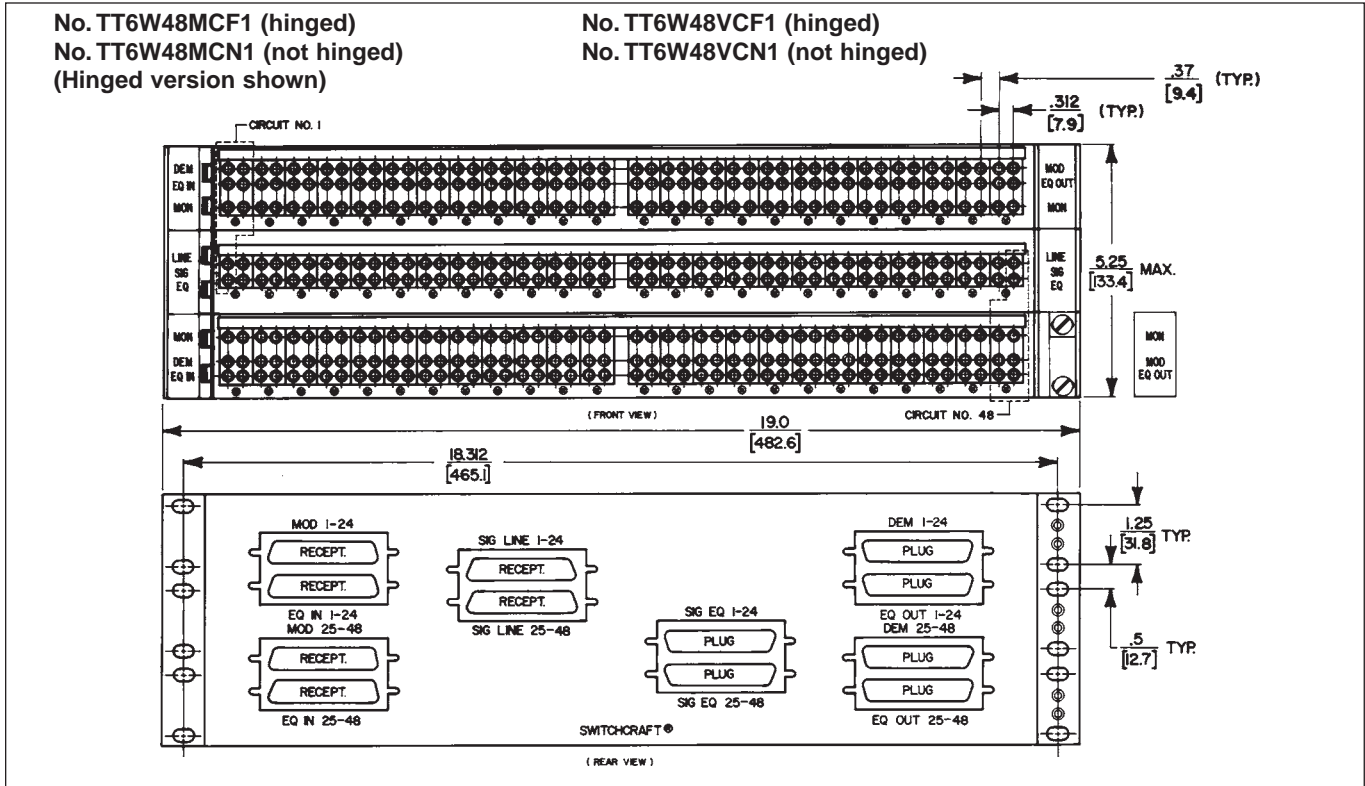 No. TT6W48MCF1 (hinged)
No. TT6W48MCN1 (not hinged)
(Hinged version shown)
No. TT6W48VCF1 (hinged)
No. TT6W48VCN1 (not hinged)
.37
[9.4]
(TYP.)
.312
[7.9]
(TYP.)
CIRCUIT NO. 1
DEM
EQ IN
MON
MOD
EQ OUT
MON
LINE
SIG
EQ
LINE
SIG
EQ
5.25
[133.4]
MAX.
MON
DEM
EQ IN
MON
MOD
EQ OUT
(FRONT VIEW)
CIRCUIT NO. 48
19.0
[482.6]
18.312
[465.1]
MOD 1-24
RECEPT.
RECEPT.
EQ IN 1-24
MOD 25-48
RECEPT.
RECEPT.
EQ IN 25-48
SIG LINE 1-24
RECEPT.
RECEPT.
SIG LINE 25-48
SIG EQ 1-24
PLUG
PLUG
SIG EQ 25-48
DEM 1-24
PLUG
PLUG
EQ OUT 1-24
DEM 25-48
PLUG
PLUG
EQ OUT 25-48
1.25
[31.8]
TYP.
.5
[12.7]
TYP.
SWITCHCRAFT®
(REAR VIEW)